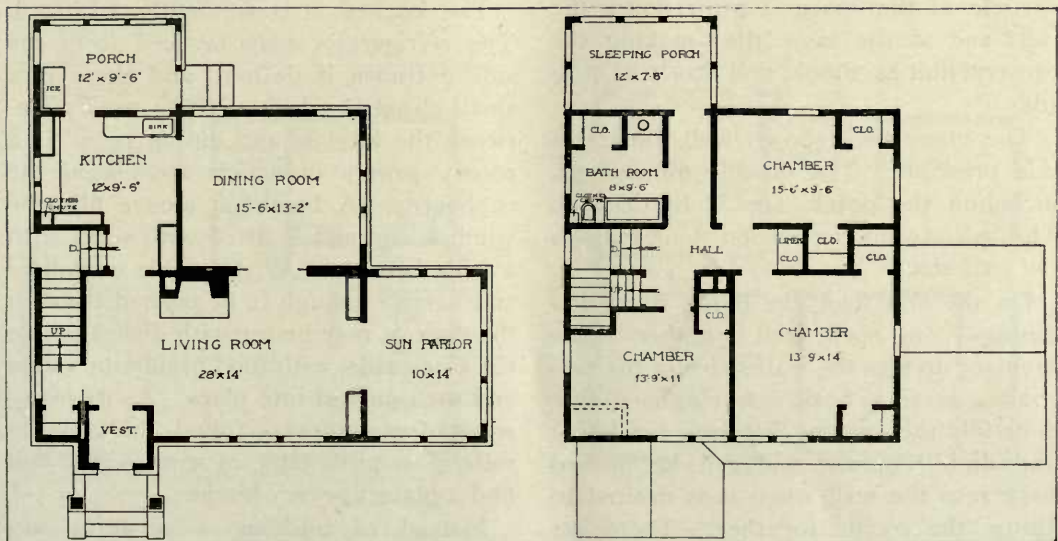 PORCH
12'×9'-6"
ICE
SINK
KITCHEN
12'×9'-6"
CLOTHES
CHUTE
D.
DINING ROOM
15'-6"×13'-2"
UP
LIVING ROOM
28'×14'
SUN PARLOR
10'×14'
VEST.
SLEEPING PORCH
12'×7'-8"
CLO.
CLO.
BATH ROOM
8'×9'-6"
CLOTHES
CHUTE
CHAMBER
15'-6"×9'-6"
HALL
LINEN
CLO.
CLO.
CLO.
UP
CLO.
CHAMBER
13'-9"×11'
CHAMBER
13'-9"×14'